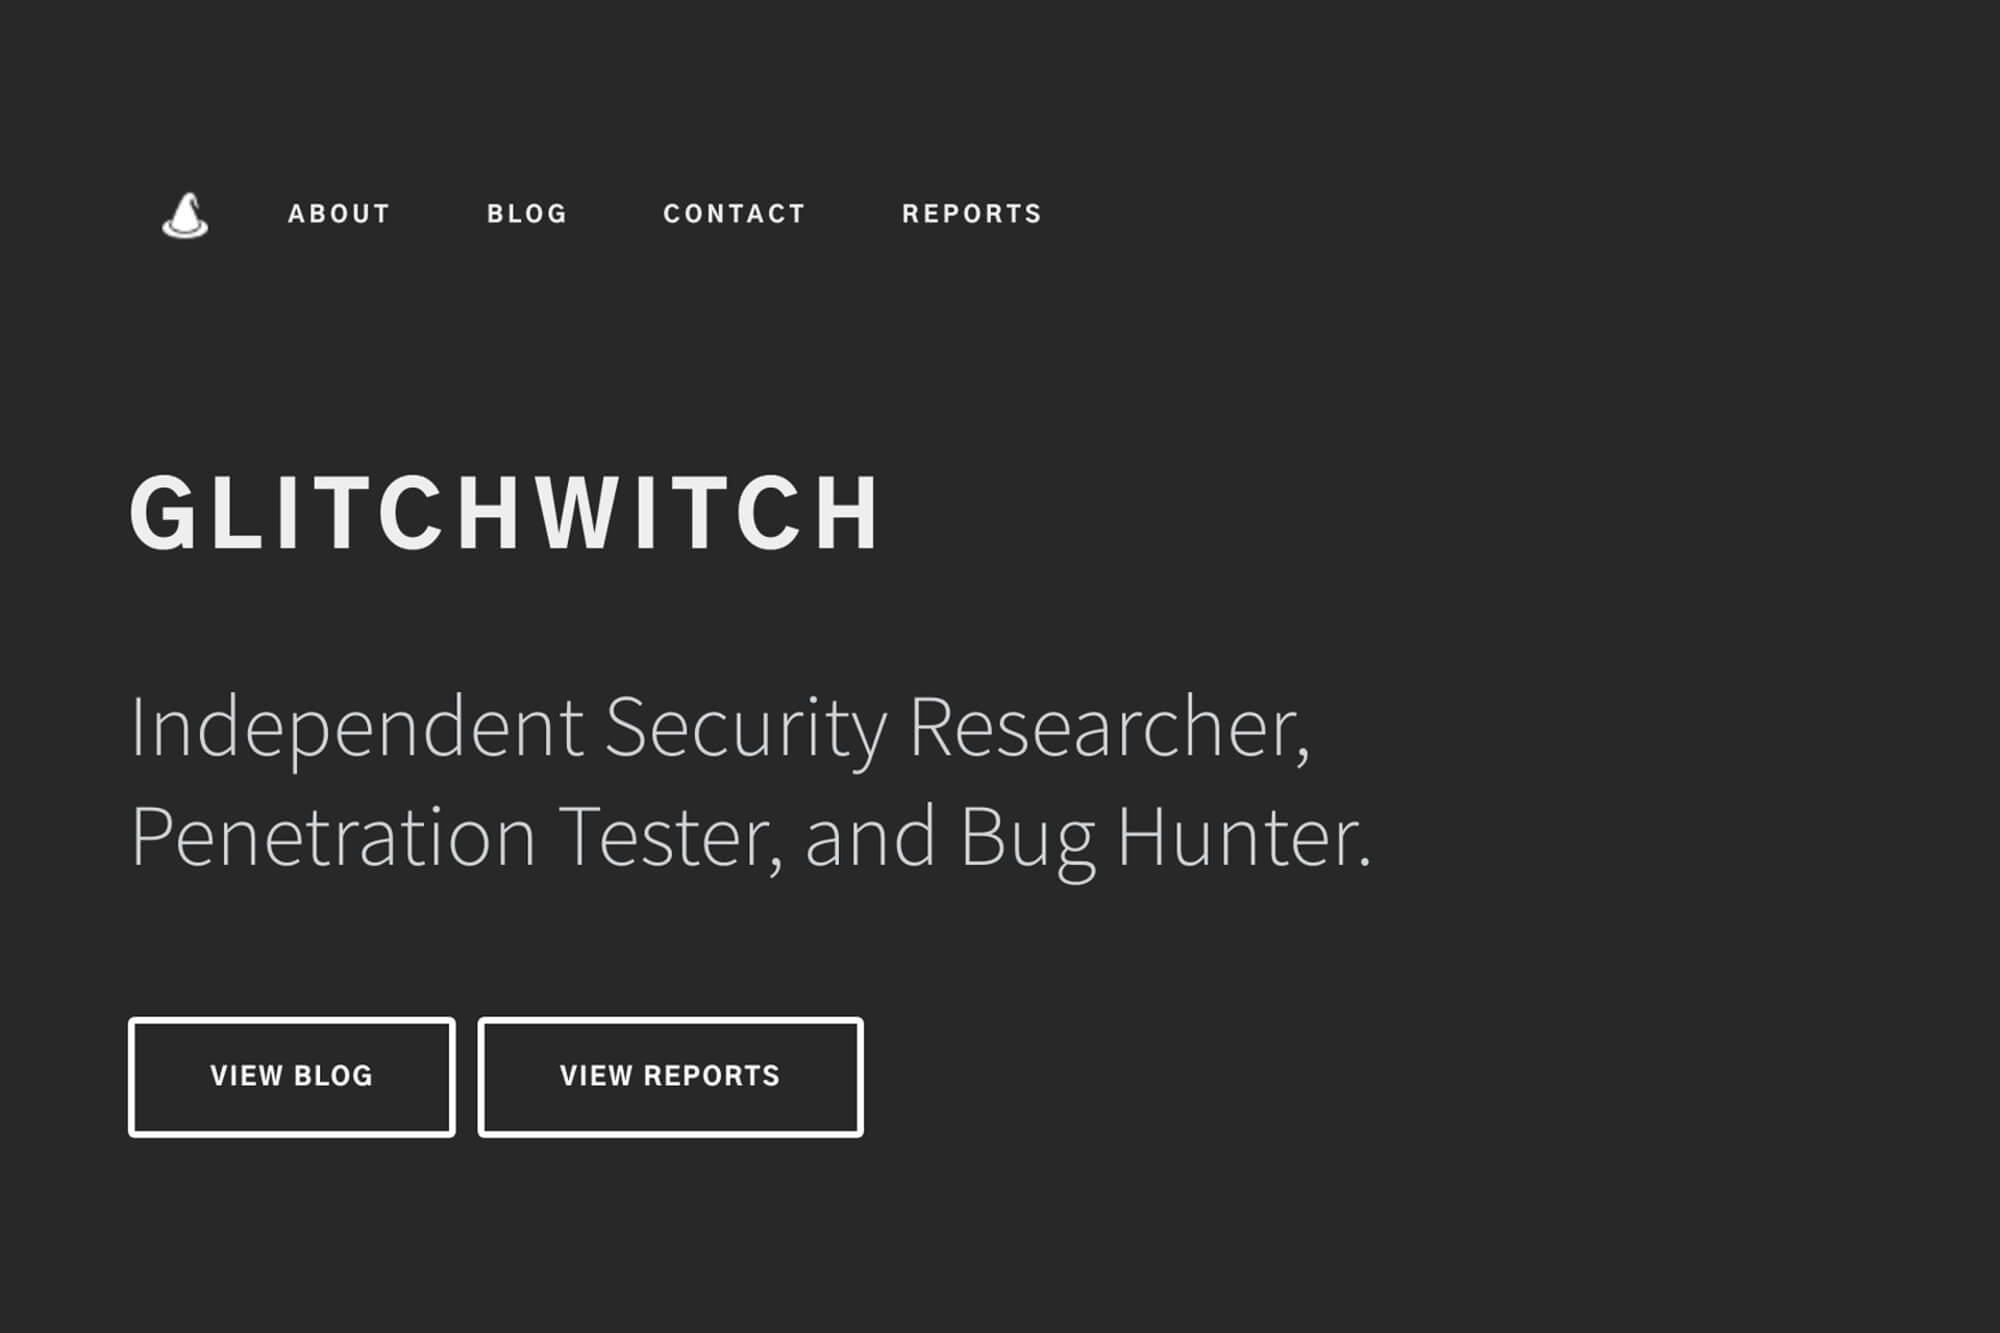 ABOUT BLOG CONTACT REPORTS
GLITCHWITCH
Independent Security Researcher,
Penetration Tester, and Bug Hunter.
VIEW BLOG VIEW REPORTS